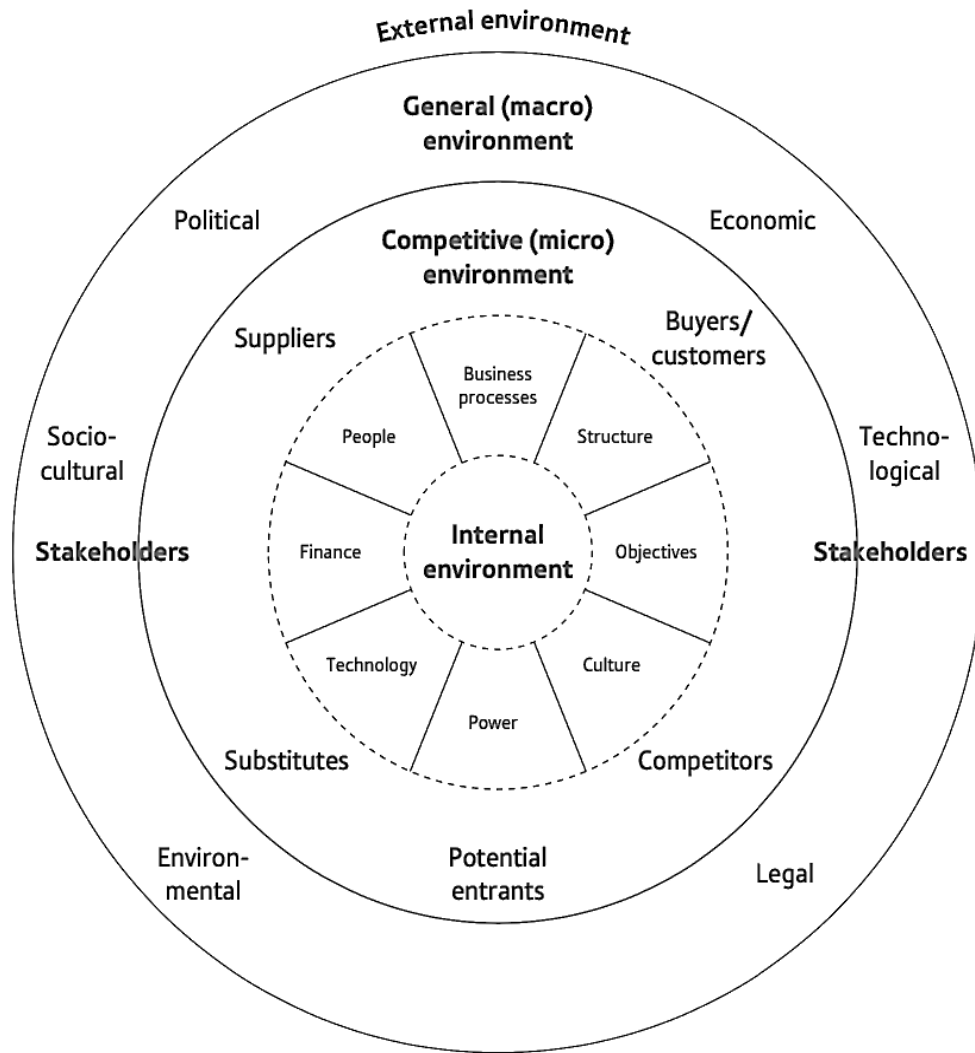 External environment
General (macro)
environment
Political
Economic
Competitive (micro)
environment
Suppliers
Buyers/
customers
Business
processes
People
Structure
Socio-
cultural
Techno-
logical
Stakeholders
Finance
Internal
environment
Objectives
Stakeholders
Technology
Culture
Power
Substitutes
Competitors
Environ-
mental
Potential
entrants
Legal